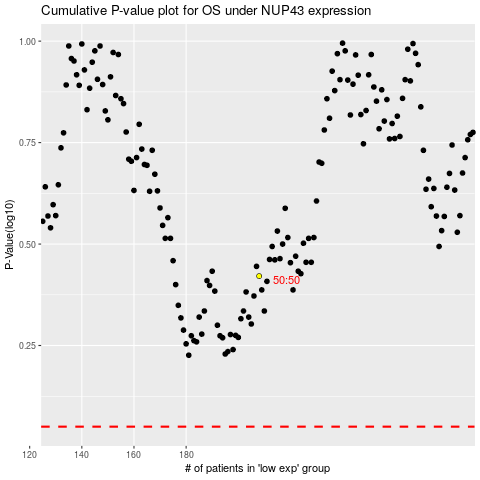 Cumulative P-value plot for OS under NUP43 expression
1.00
0.75
0.50
0.25
P-Value(log10)
50:50
120 140 160 180
# of patients in 'low exp' group